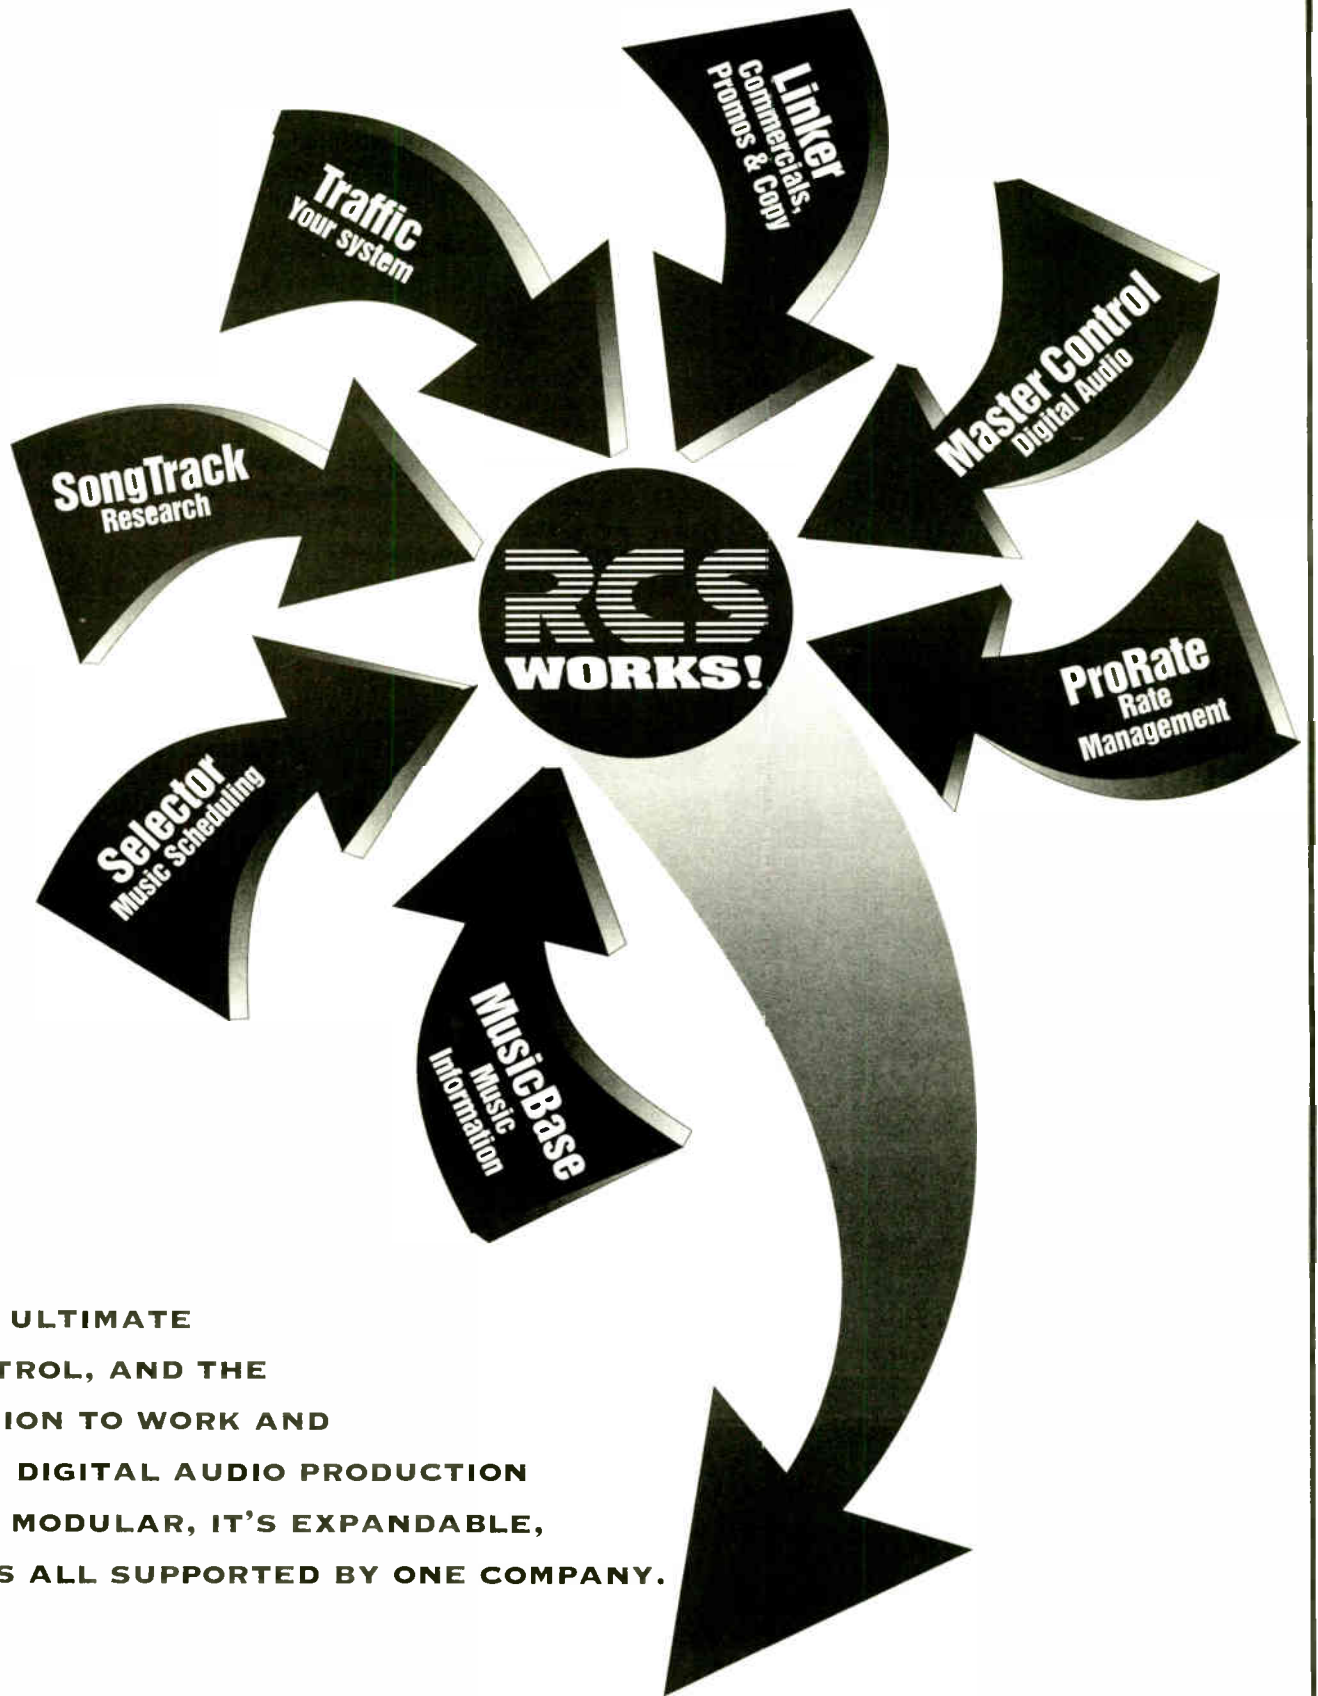 Linker
Commercials,
Promos & Copy
Traffic
Your system
Master Control
Digital Audio
SongTrack
Research
RCS
WORKS!
ProRate
Rate
Management
Selector
Music Scheduling
MusicBase
Music
Information
ULTIMATE
TROL, AND THE
ION TO WORK AND
DIGITAL AUDIO PRODUCTION
MODULAR, IT'S EXPANDABLE,
S ALL SUPPORTED BY ONE COMPANY.